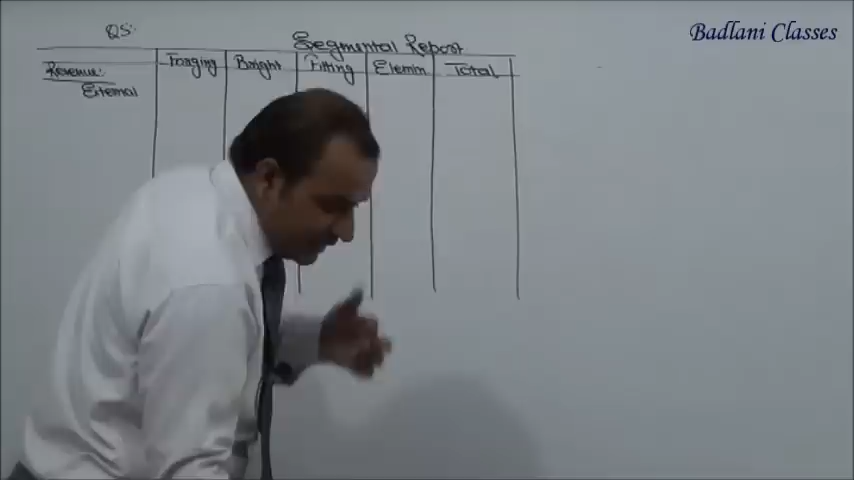 Badlani Classes
Q5:
Segmental Report
Forging Bright Fitting Elemin Total
Revenue:-
External